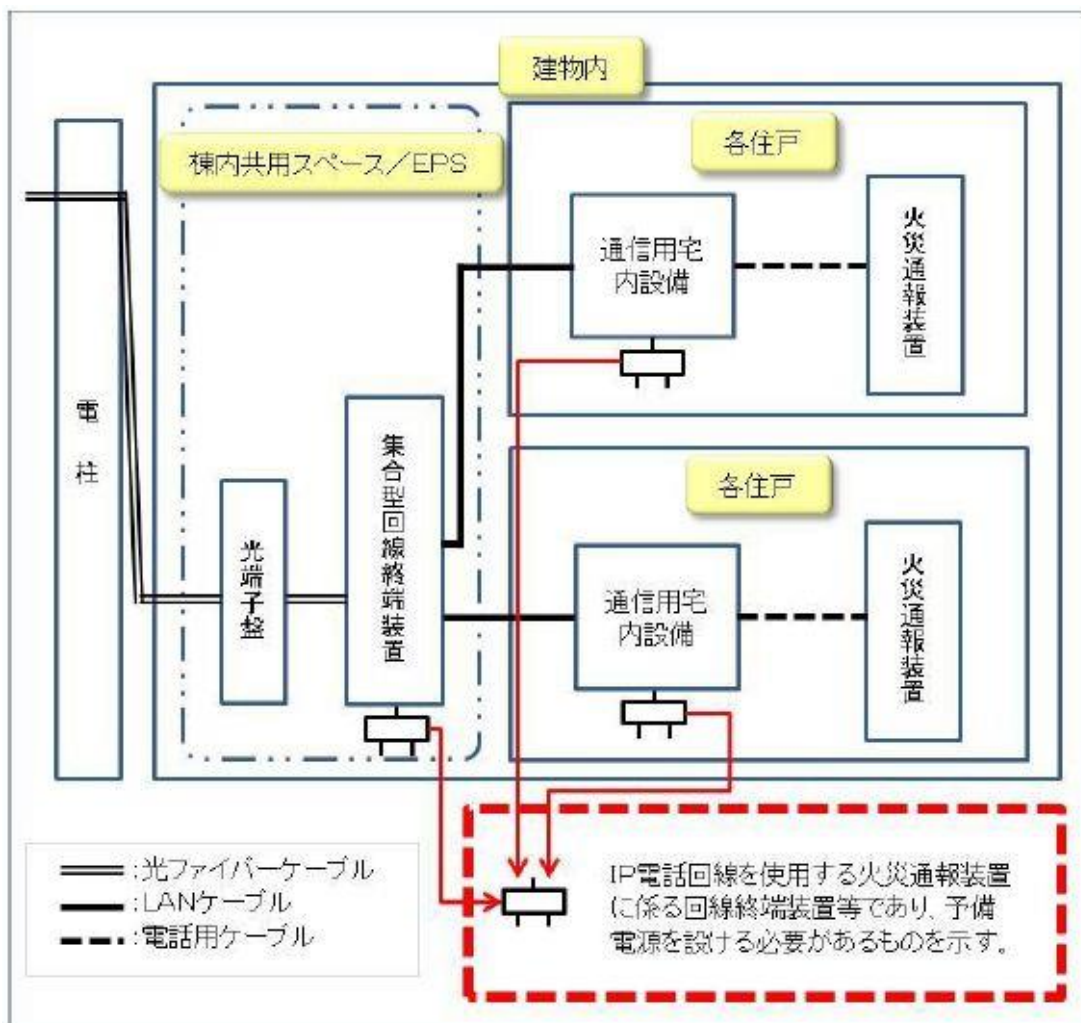 建物内
棟内共用スペース／EPS
各住戸
通信用宅
内設備
火災通報装置
電柱
集合型回線終端装置
光端子盤
各住戸
通信用宅
内設備
火災通報装置
:光ファイバーケーブル
:LANケーブル
:電話用ケーブル
IP電話回線を使用する火災通報装置
に係る回線終端装置等であり、予備
電源を設ける必要があるものを示す。